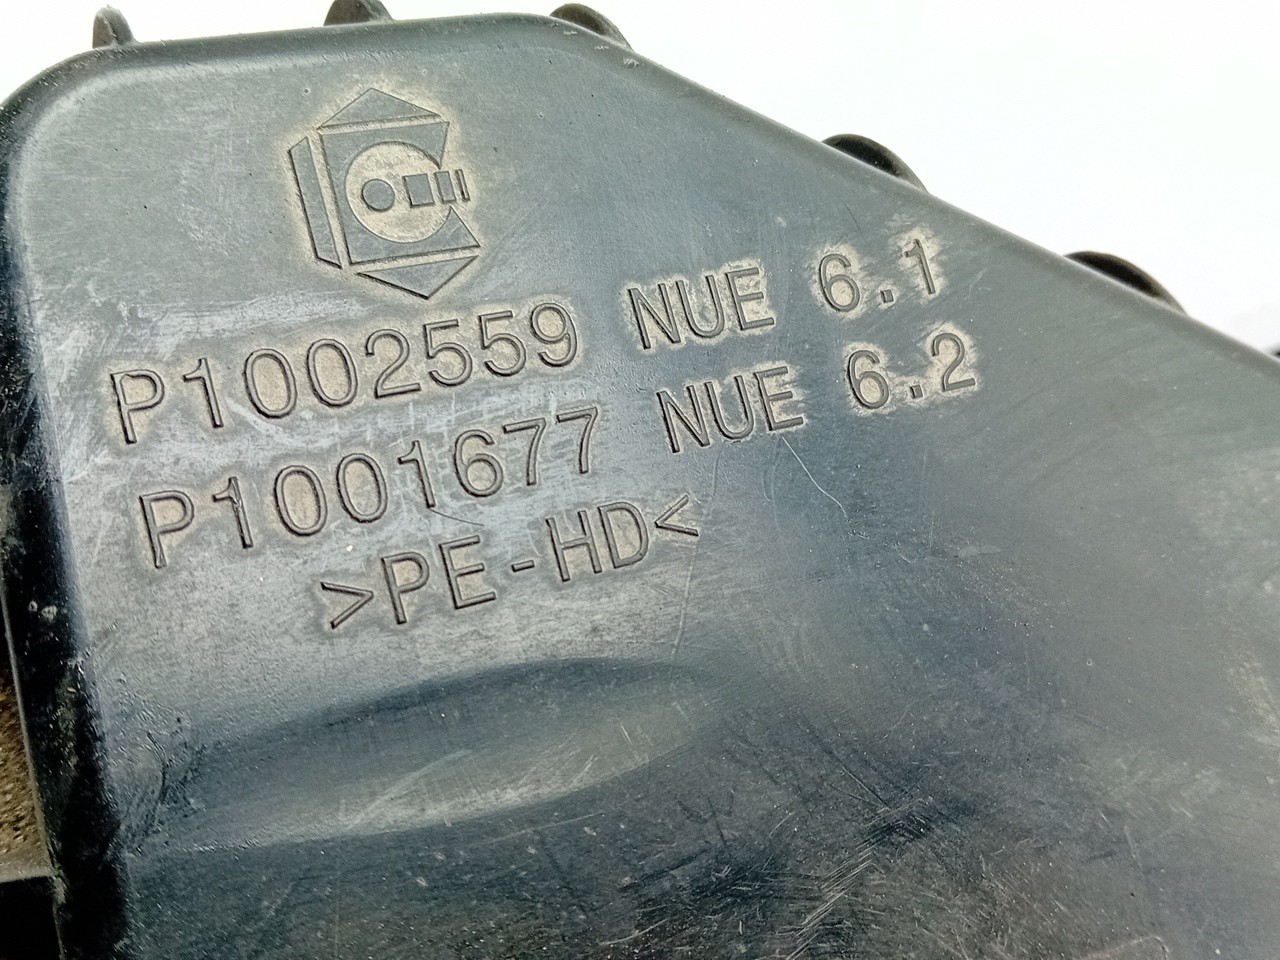 P1002559 NUE 6.1
P1001677 NUE 6.2
>PE-HD<